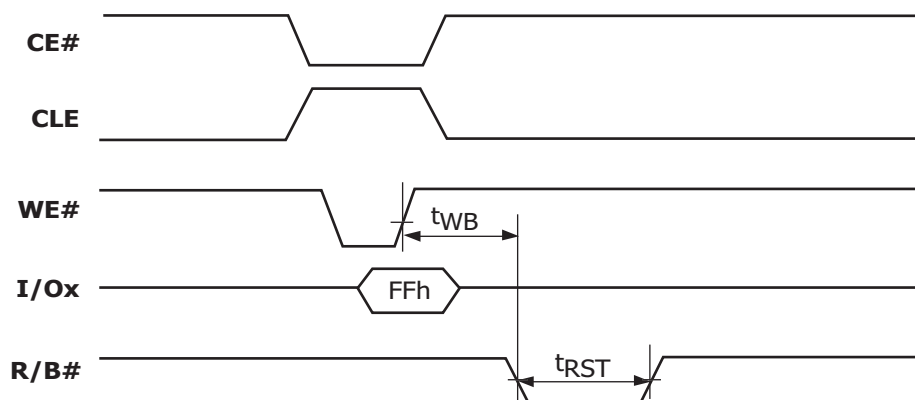 CE#
CLE
WE#
tWB
I/Ox
FFh
R/B#
tRST